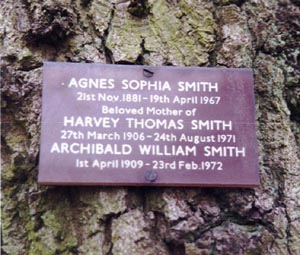 AGNES SOPHIA SMITH
21st Nov. 1881 - 19th April 1967
Beloved Mother of
HARVEY THOMAS SMITH
27th March 1906 - 24th August 1971
ARCHIBALD WILLIAM SMITH
1st April 1909 - 23rd Feb. 1972